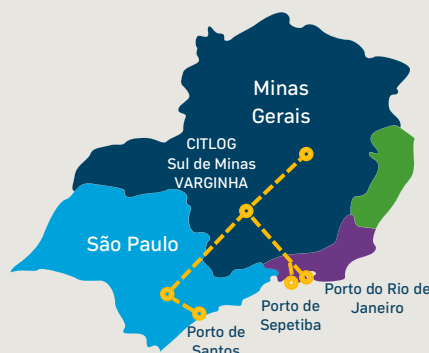 Minas
Gerais
CITLOG
Sul de Minas
VARGINHA
São Paulo
Porto do Rio de
Janeiro
Porto de
Sepetiba
Porto de
Santos